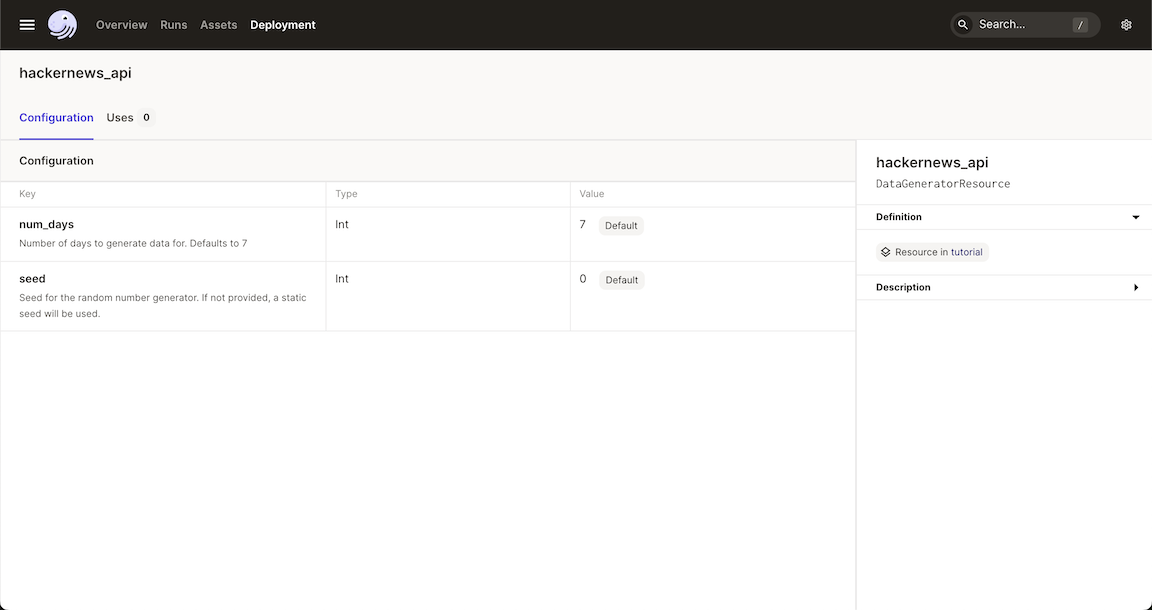 Overview Runs Assets Deployment Search... /
hackernews_api
Configuration Uses 0
Configuration
Key Type Value
num_days Int 7 Default
Number of days to generate data for. Defaults to 7
seed Int 0 Default
Seed for the random number generator. If not provided, a static
seed will be used.
hackernews_api
DataGeneratorResource
Definition
Resource in tutorial
Description